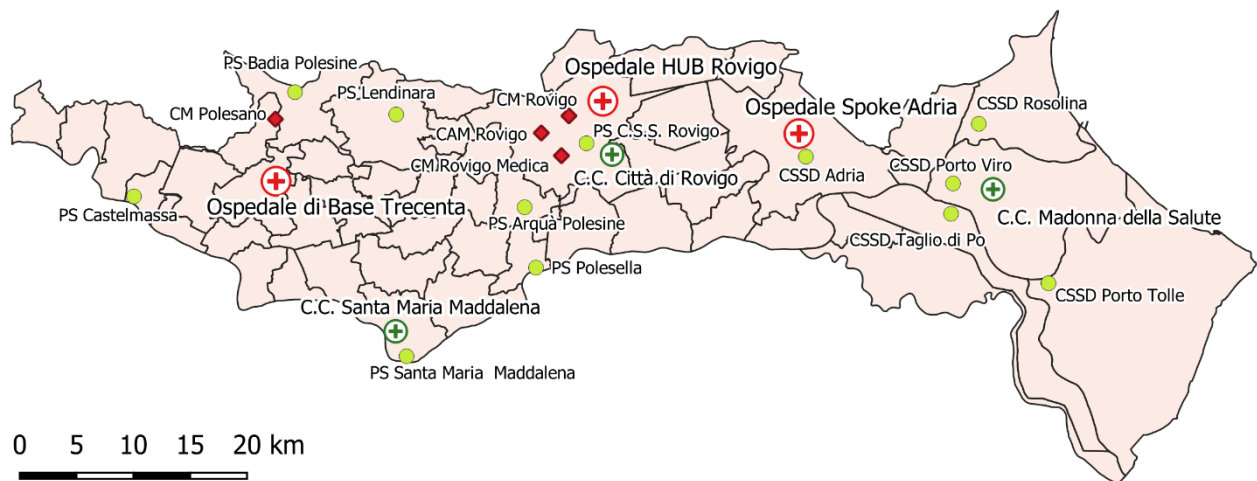 PS Badia Polesine
Ospedale HUB Rovigo
PS Lendinara
CM Rovigo
Ospedale Spoke Adria
CSSD Rosolina
CM Polesano
CAM Rovigo
PS C.S.S. Rovigo
CM Rovigo Medica
C.C. Città di Rovigo
CSSD Adria
CSSD Porto Viro
Ospedale di Base Trecenta
PS Castelmassa
PS Arquà Polesine
C.C. Madonna della Salute
CSSD Taglio di Po
PS Polesella
CSSD Porto Tolle
C.C. Santa Maria Maddalena
PS Santa Maria Maddalena
0 5 10 15 20 km